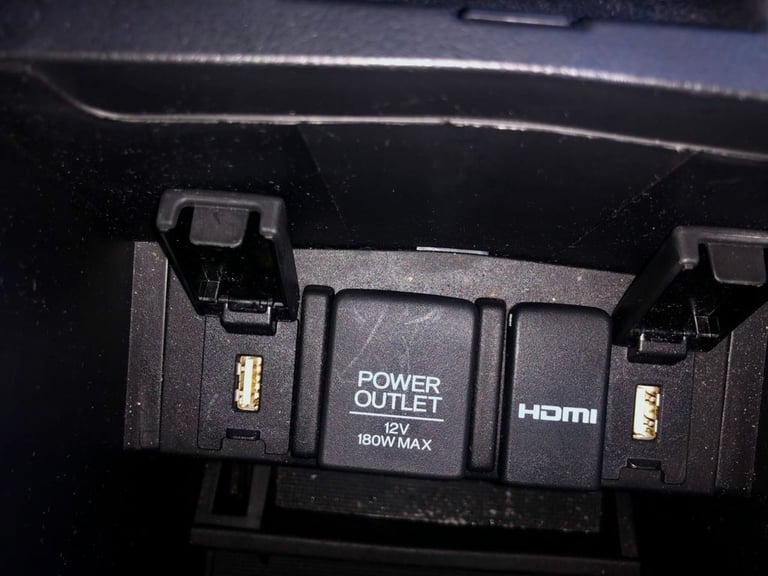 POWER
OUTLET
12V
180W MAX
HDMI